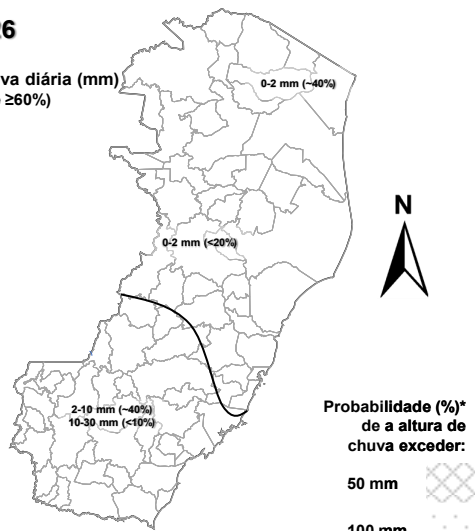 26
va diária (mm)
≥60%)
0-2 mm (~40%)
0-2 mm (<20%)
2-10 mm (~40%)
10-30 mm (<10%)
N
Probabilidade (%)*
de a altura de
chuva exceder:
50 mm
100 mm